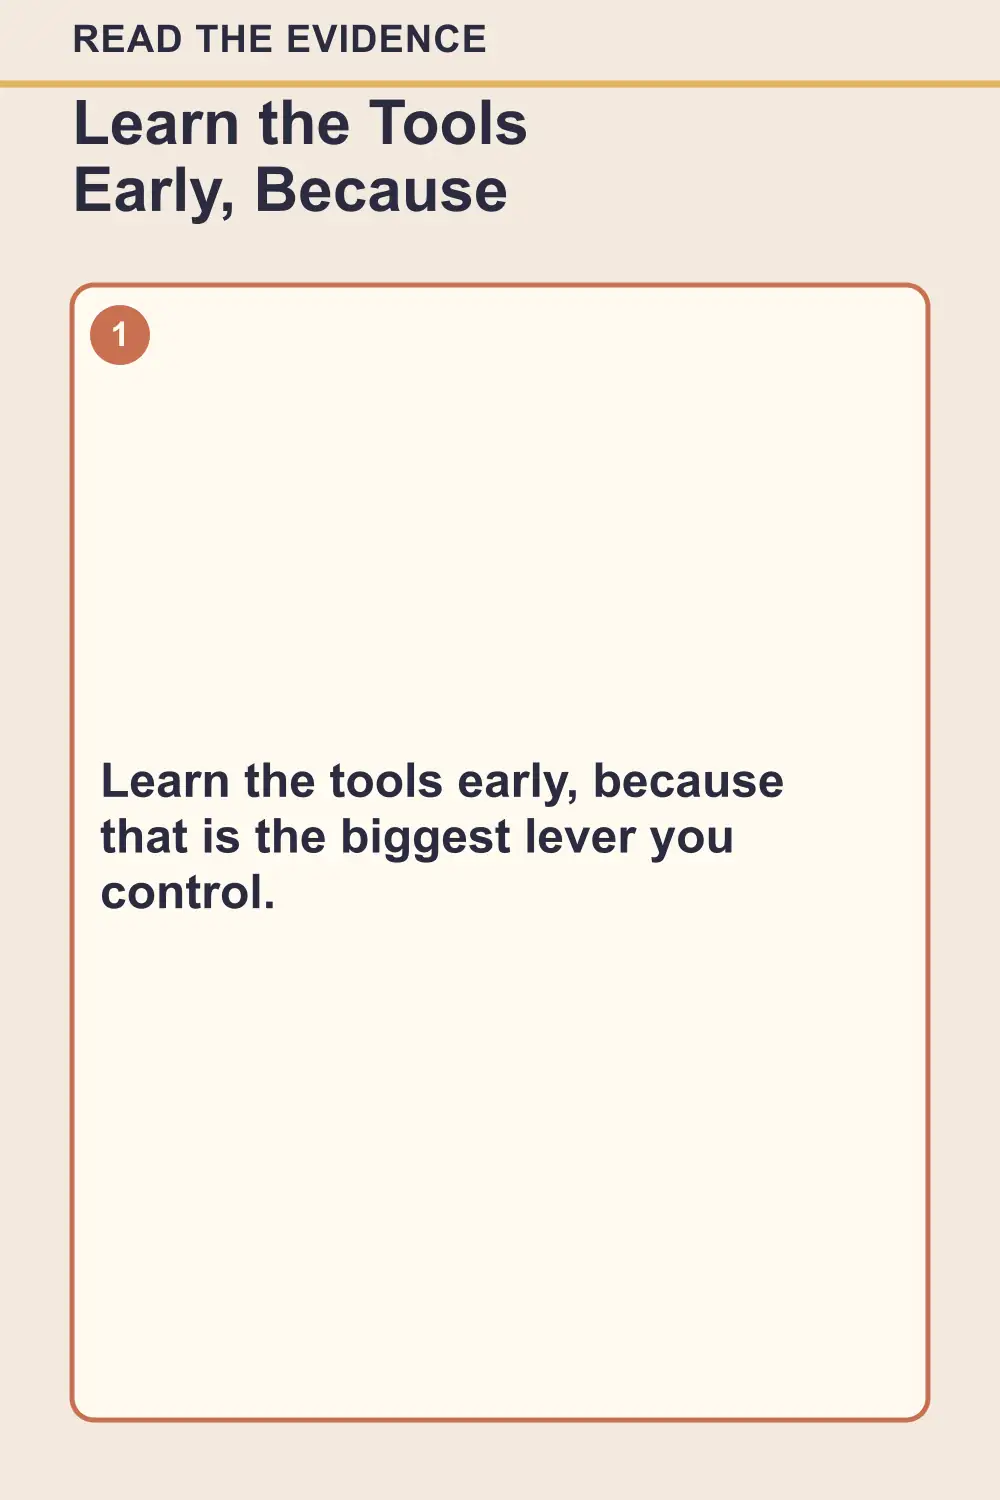 READ THE EVIDENCE
Learn the Tools
Early, Because
1
Learn the tools early, because
that is the biggest lever you
control.